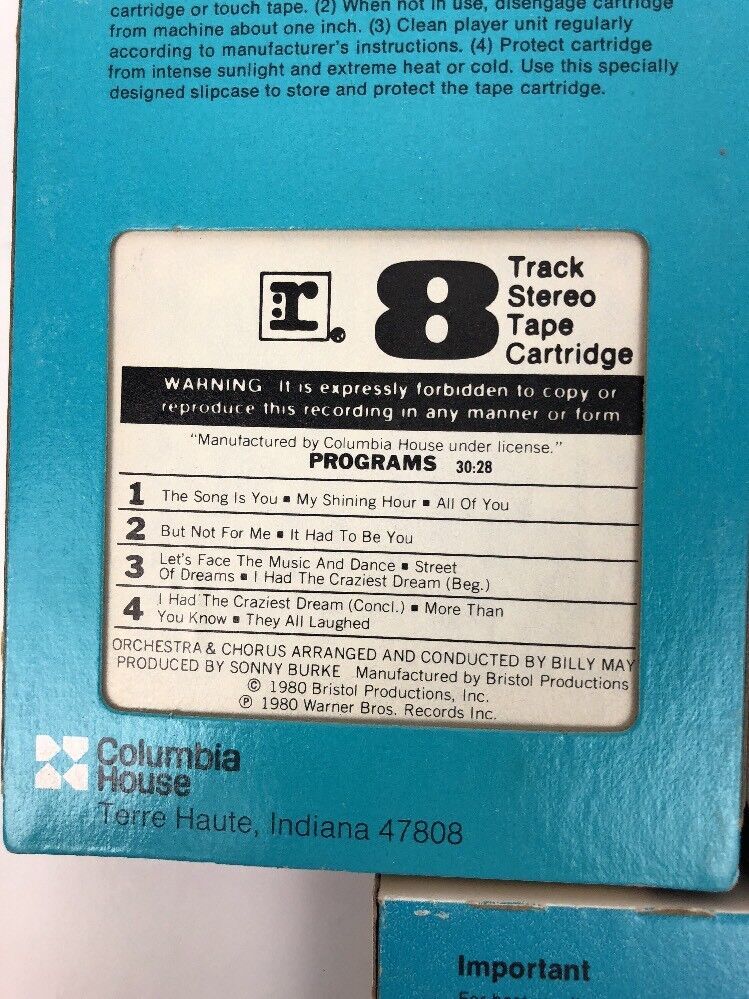 cartridge or touch tape. (2) When not in use, disengage cartridge
from machine about one inch. (3) Clean player unit regularly
according to manufacturer's instructions. (4) Protect cartridge
from intense sunlight and extreme heat or cold. Use this specially
designed slipcase to store and protect the tape cartridge.
r. 8 Track
Stereo
Tape
Cartridge
WARNING It is expressly forbidden to copy or
reproduce this recording in any manner or form
"Manufactured by Columbia House under license."
PROGRAMS 30:28
1 The Song is You ■ My Shining Hour ■ All Of You
2 But Not For Me ■ It Had To Be You
3 Let's Face The Music And Dance ■ Street
Of Dreams ■ I Had The Craziest Dream (Beg.)
4 I Had The Craziest Dream (Concl.) ■ More Than
You Know ■ They All Laughed
ORCHESTRA & CHORUS ARRANGED AND CONDUCTED BY BILLY MAY
PRODUCED BY SONNY BURKE Manufactured by Bristol Productions
© 1980 Bristol Productions, Inc.
℗ 1980 Warner Bros. Records Inc.
Columbia
House
Terre Haute, Indiana 47808
Important